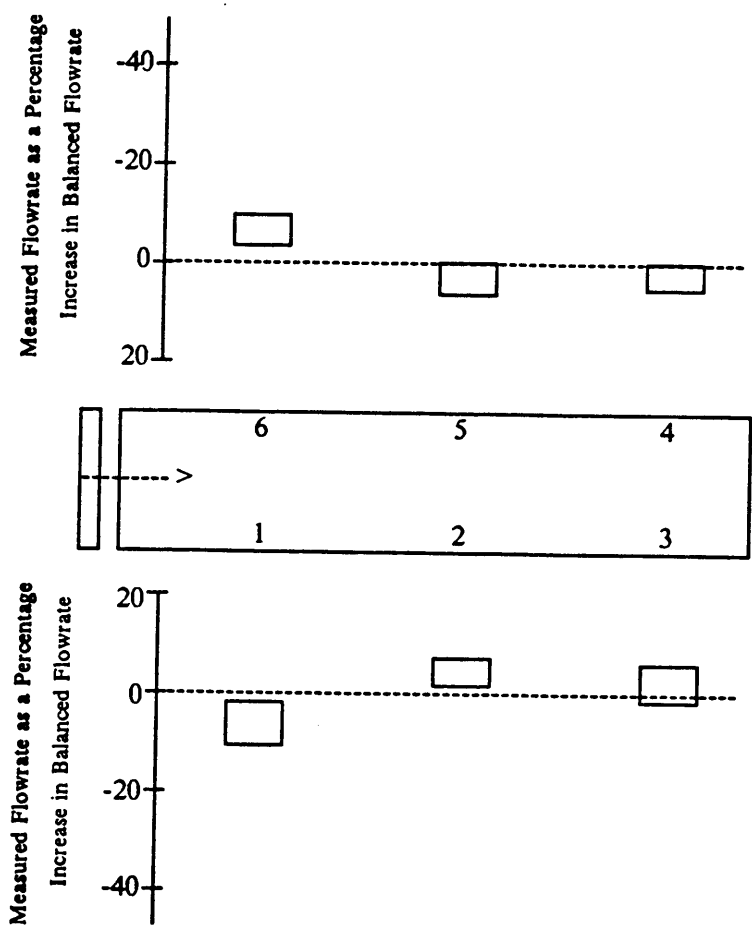 Measured Flowrate as a Percentage
Increase in Balanced Flowrate
-40
-20
0
20
6 5 4
>
1 2 3
Measured Flowrate as a Percentage
Increase in Balanced Flowrate
20
0
-20
-40